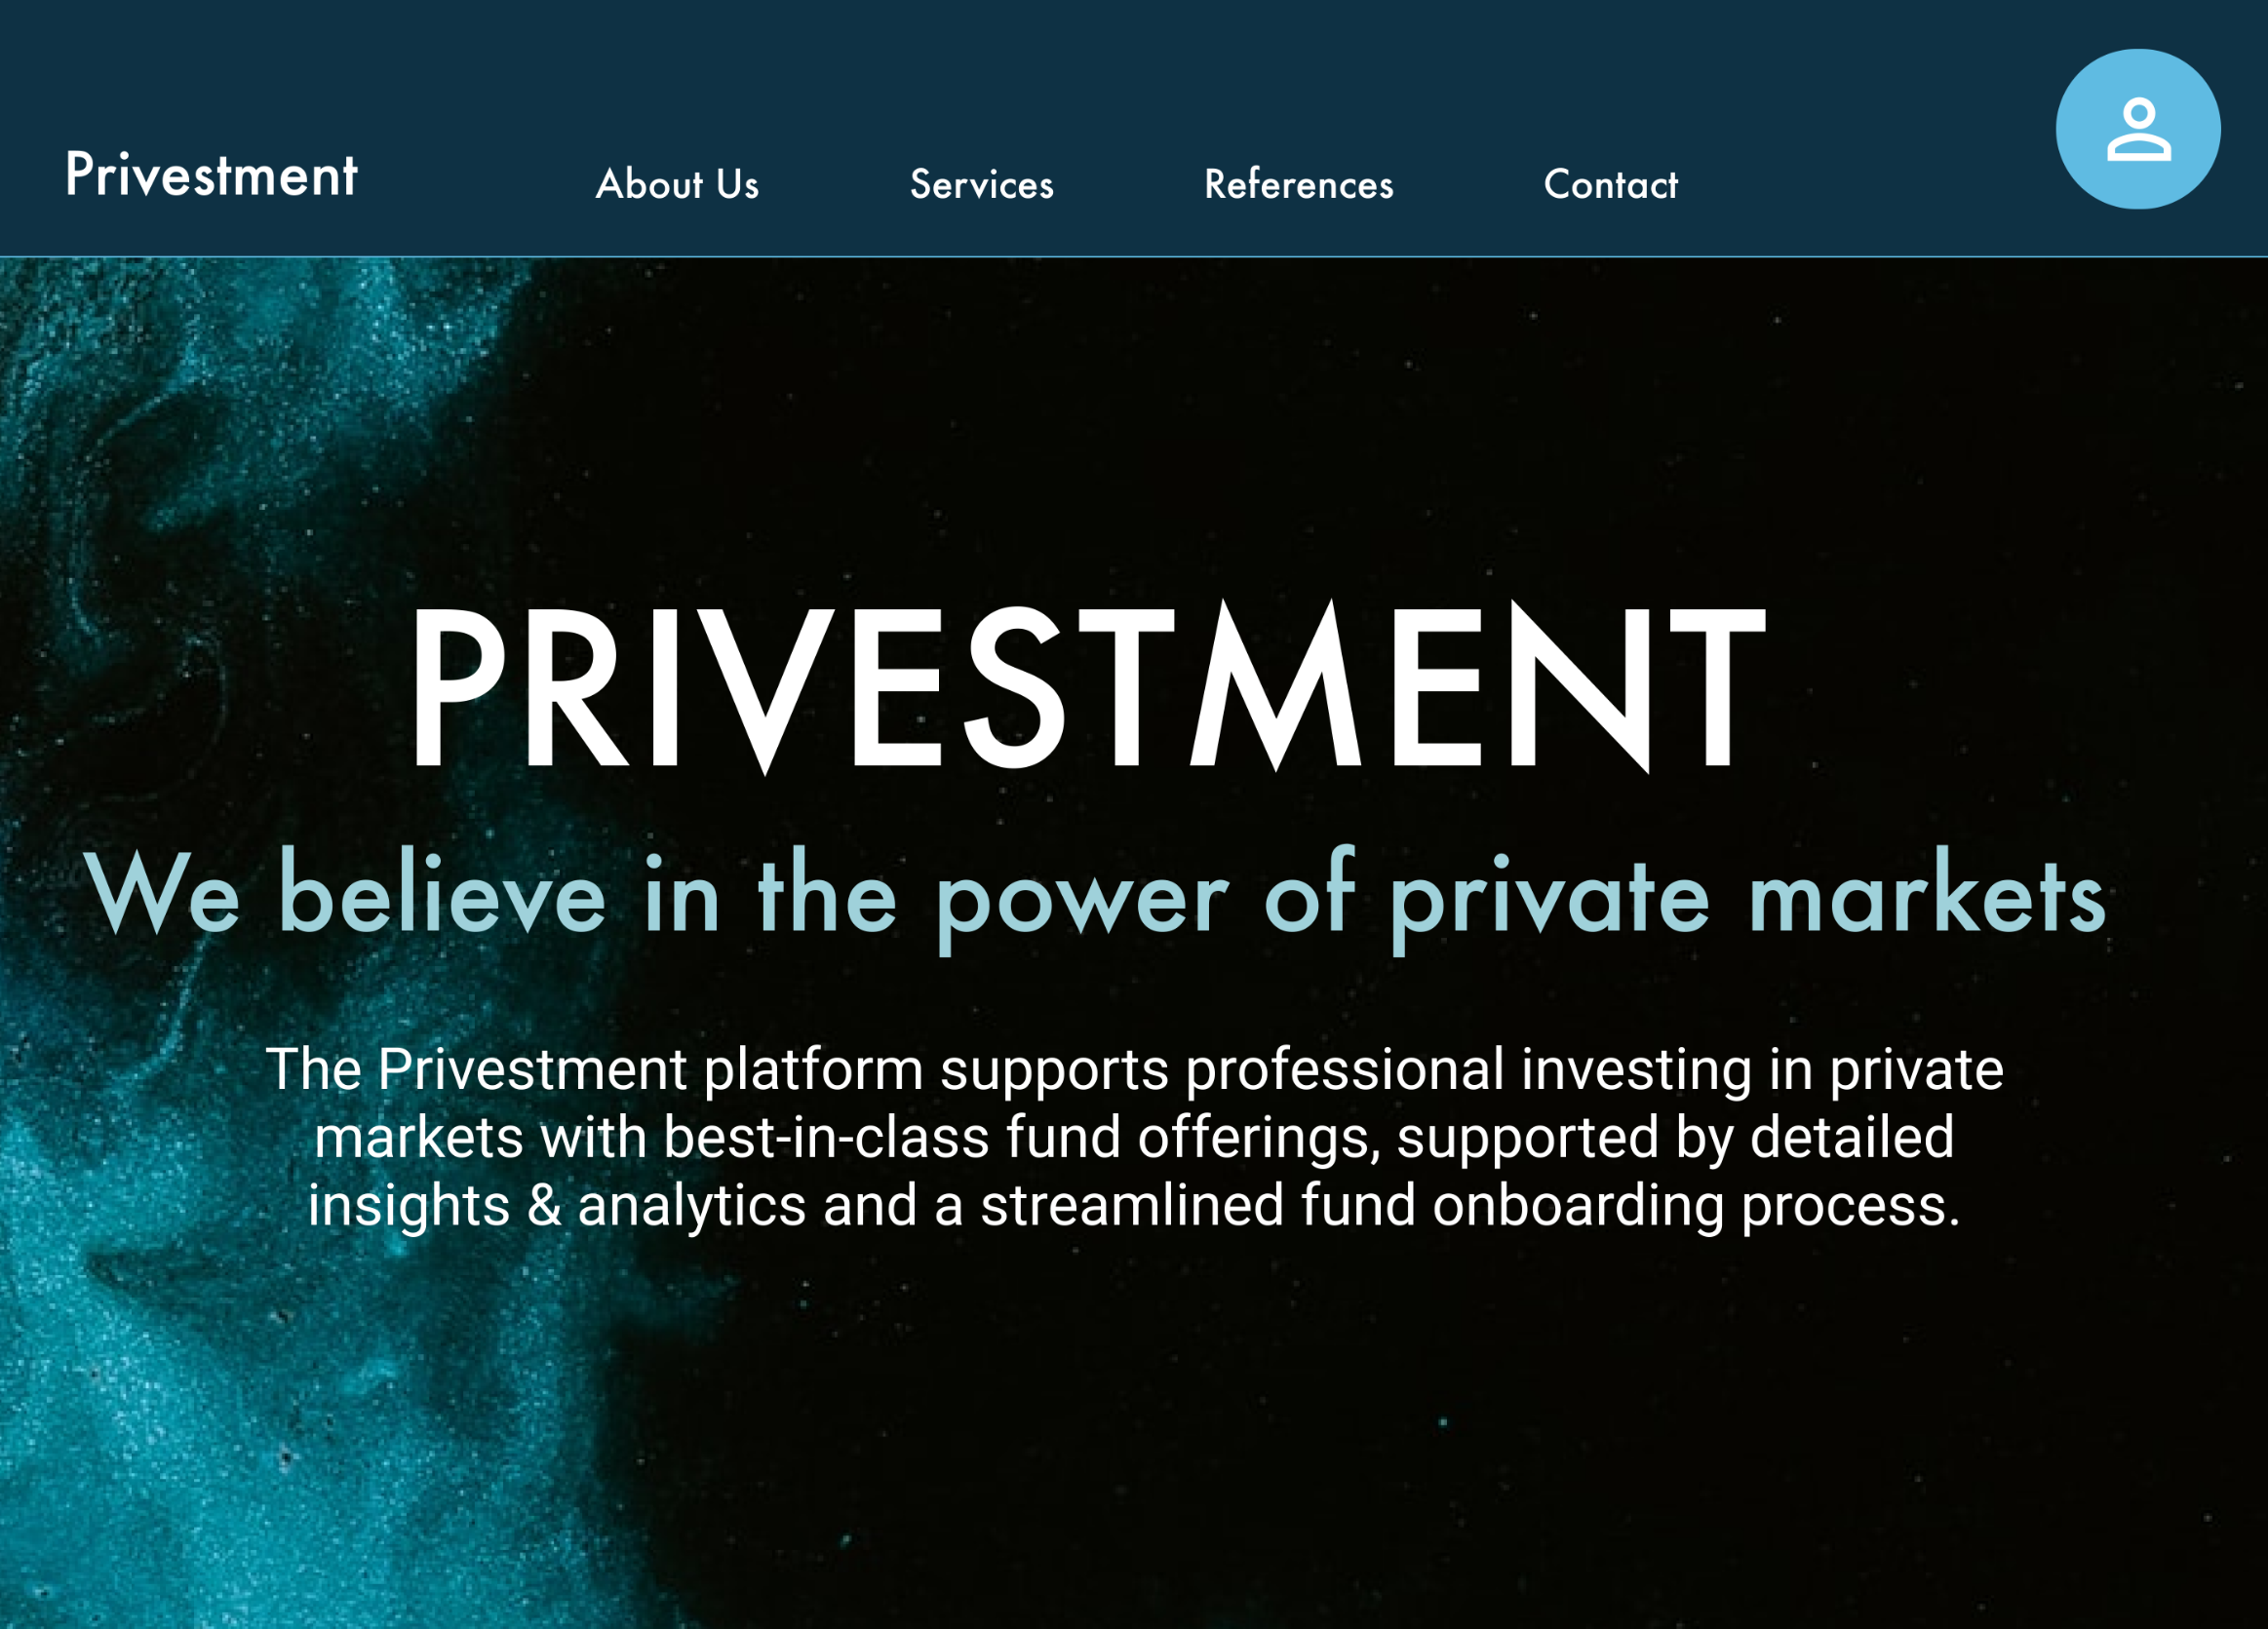 Privestment
About Us
Services
References
Contact
PRIVESTMENT
We believe in the power of private markets
The Privestment platform supports professional investing in private
markets with best-in-class fund offerings, supported by detailed
insights & analytics and a streamlined fund onboarding process.